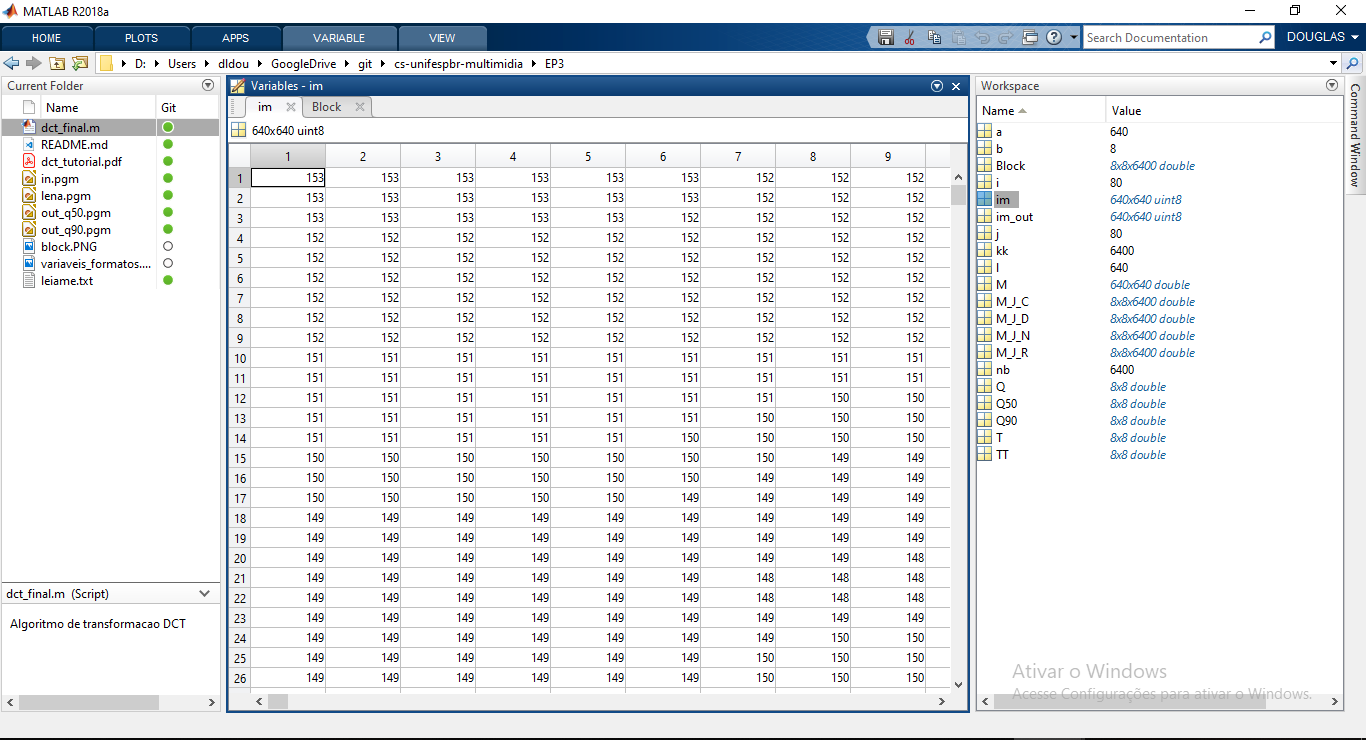 MATLAB R2018a
HOME PLOTS APPS VARIABLE VIEW Search Documentation DOUGLAS
D: Users dldou GoogleDrive git cs-unifespbr-multimidia EP3
Current Folder
Name Git
dct_final.m
README.md
dct_tutorial.pdf
in.pgm
lena.pgm
out_q50.pgm
out_q90.pgm
block.PNG
variaveis_formatos....
leiame.txt
dct_final.m (Script)
Algoritmo de transformacao DCT
Variables - im
im Block
640x640 uint8
1 2 3 4 5 6 7 8 9
1 153 153 153 153 153 153 152 152 152
2 153 153 153 153 153 153 152 152 152
3 153 153 153 153 153 152 152 152 152
4 152 152 152 152 152 152 152 152 152
5 152 152 152 152 152 152 152 152 152
6 152 152 152 152 152 152 152 152 152
7 152 152 152 152 152 152 152 152 152
8 152 152 152 152 152 152 152 152 152
9 152 152 152 152 152 152 152 152 152
10 151 151 151 151 151 151 151 151 151
11 151 151 151 151 151 151 151 151 151
12 151 151 151 151 151 151 151 150 150
13 151 151 151 151 151 151 150 150 150
14 151 151 151 151 151 150 150 150 150
15 150 150 150 150 150 150 150 149 149
16 150 150 150 150 150 150 149 149 149
17 150 150 150 150 150 149 149 149 149
18 149 149 149 149 149 149 149 149 149
19 149 149 149 149 149 149 149 149 149
20 149 149 149 149 149 149 149 149 148
21 149 149 149 149 149 149 148 148 148
22 149 149 149 149 149 149 148 148 148
23 149 149 149 149 149 149 149 149 149
24 149 149 149 149 149 149 149 150 150
25 149 149 149 149 149 149 150 150 150
26 149 149 149 149 149 149 150 150 150
Workspace
Name Value
a 640
b 8
Block 8x8x6400 double
i 80
im 640x640 uint8
im_out 640x640 uint8
j 80
kk 6400
l 640
M 640x640 double
M_J_C 8x8x6400 double
M_J_D 8x8x6400 double
M_J_N 8x8x6400 double
M_J_R 8x8x6400 double
nb 6400
Q 8x8 double
Q50 8x8 double
Q90 8x8 double
T 8x8 double
TT 8x8 double
Ativar o Windows
Acesse Configurações para ativar o Windows.
Command Window